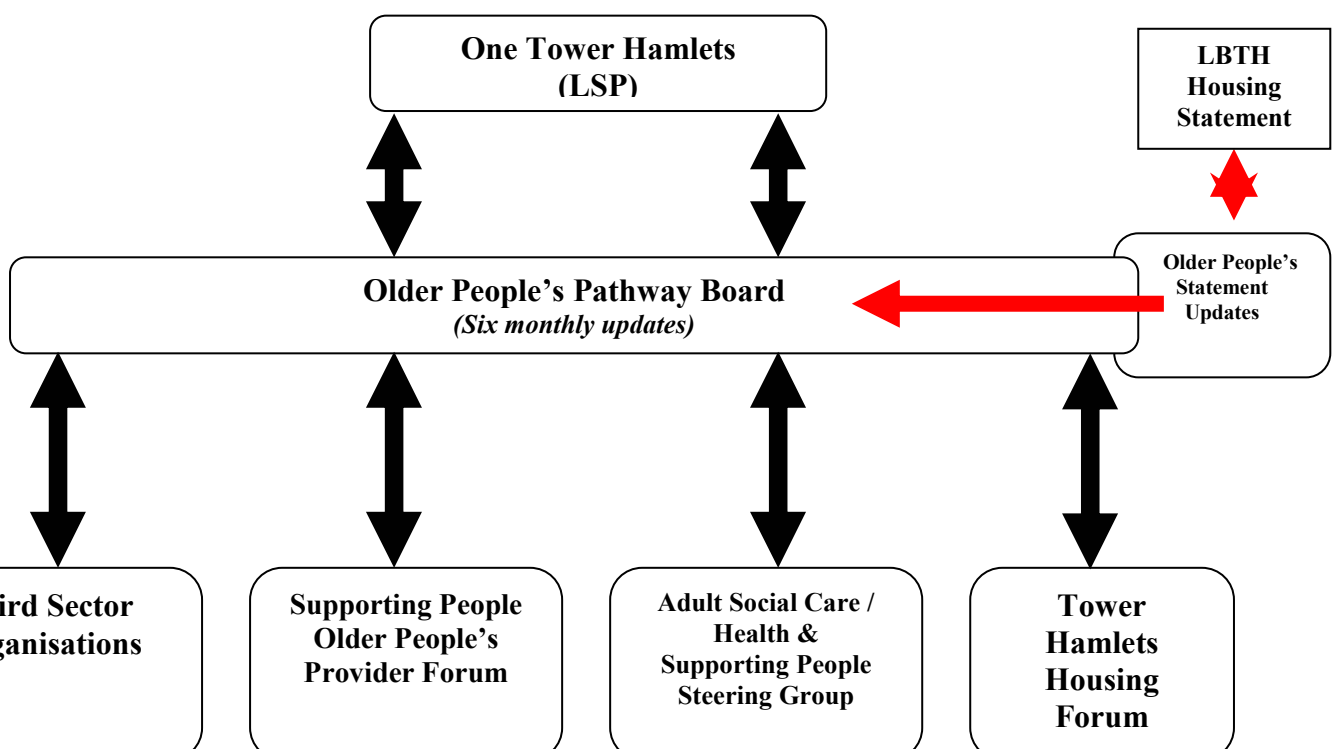 One Tower Hamlets
(LSP)
LBTH
Housing
Statement
Older People's Pathway Board
(Six monthly updates)
Older People's
Statement
Updates
ird Sector
ganisations
Supporting People
Older People's
Provider Forum
Adult Social Care /
Health &
Supporting People
Steering Group
Tower
Hamlets
Housing
Forum